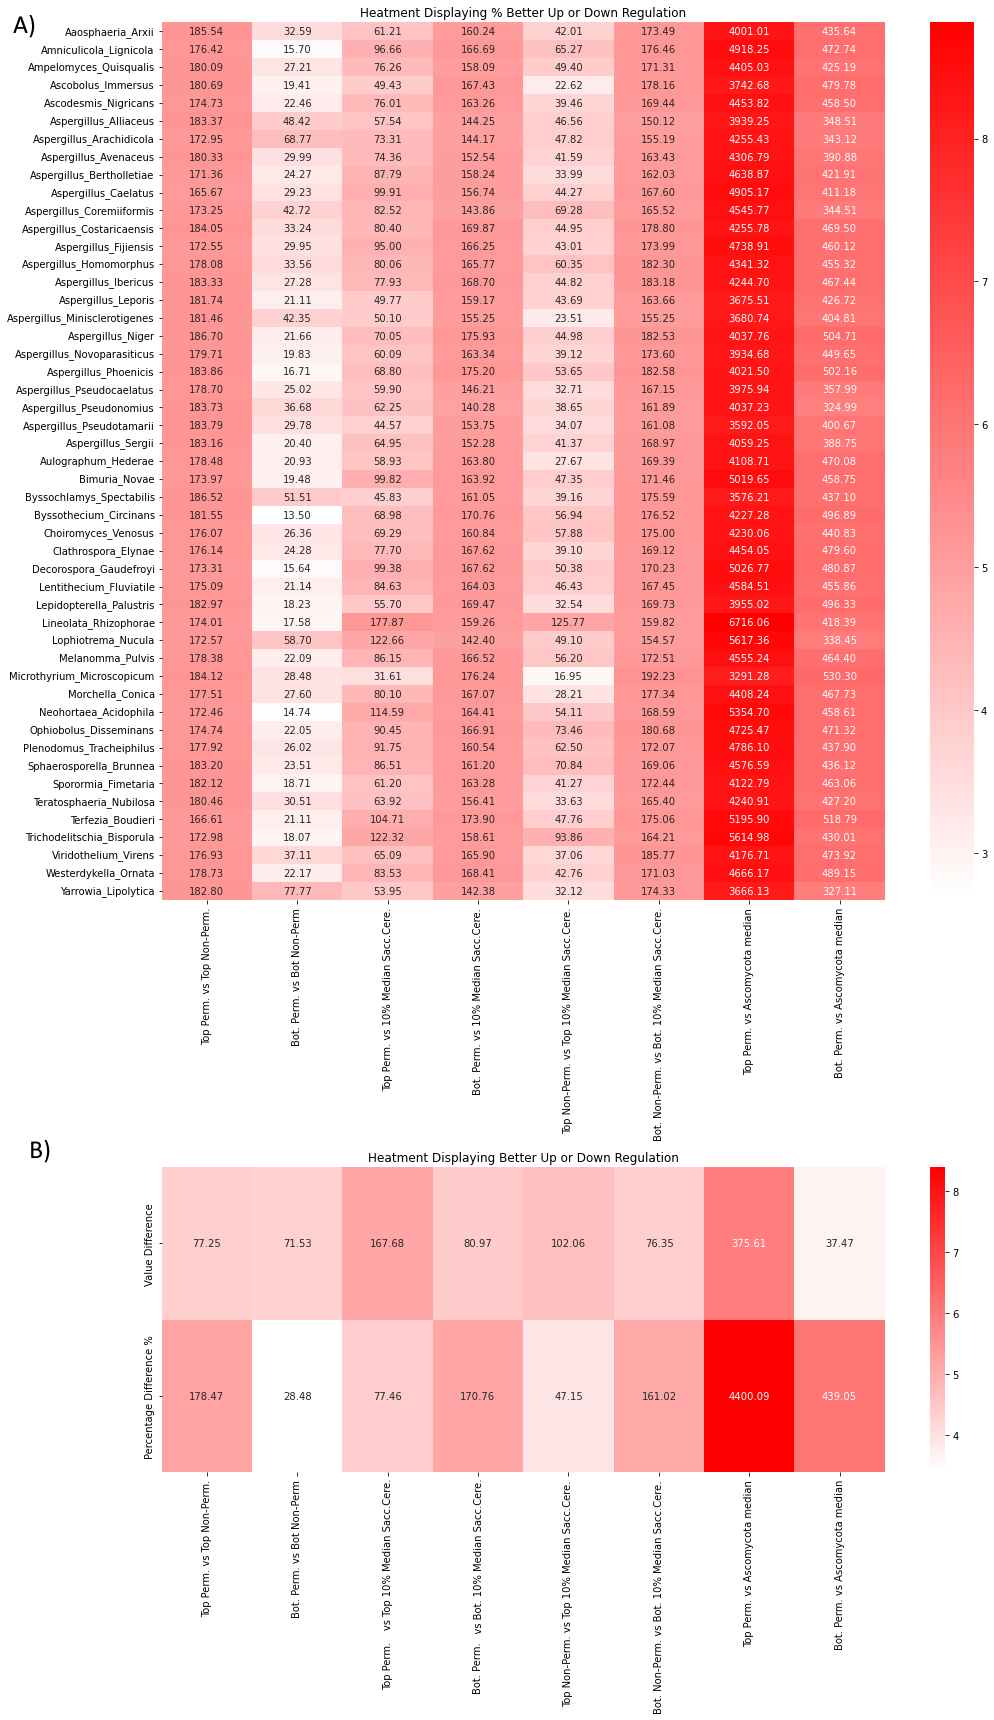 A)
Heatment Displaying % Better Up or Down Regulation
Aaosphaeria_Arxii 185.54 32.59 61.21 160.24 42.01 173.49 4001.01 435.64
Amniculicola_Lignicola 176.42 15.70 96.66 166.69 65.27 176.46 4918.25 472.74
Ampelomyces_Quisqualis 180.09 27.21 76.26 158.09 49.40 171.31 4405.03 425.19
Ascobolus_Immersus 180.69 19.41 49.43 167.43 22.62 178.16 3742.68 479.78
Ascodesmis_Nigricans 174.73 22.46 76.01 163.26 39.46 169.44 4453.82 458.50
Aspergillus_Alliaceus 183.37 48.42 57.54 144.25 46.56 150.12 3939.25 348.51
Aspergillus_Arachidicola 172.95 68.77 73.31 144.17 47.82 155.19 4255.43 343.12
Aspergillus_Avenaceus 180.33 29.99 74.36 152.54 41.59 163.43 4306.79 390.88
Aspergillus_Bertholletiae 171.36 24.27 87.79 158.24 33.99 162.03 4638.87 421.91
Aspergillus_Caelatus 165.67 29.23 99.91 156.74 44.27 167.60 4905.17 411.18
Aspergillus_Coremiiformis 173.25 42.72 82.52 143.86 69.28 165.52 4545.77 344.51
Aspergillus_Costaricaensis 184.05 33.24 80.40 169.87 44.95 178.80 4255.78 469.50
Aspergillus_Fijiensis 172.55 29.95 95.00 166.25 43.01 173.99 4738.91 460.12
Aspergillus_Homomorphus 178.08 33.56 80.06 165.77 60.35 182.30 4341.32 455.32
Aspergillus_Ibericus 183.33 27.28 77.93 168.70 44.82 183.18 4244.70 467.44
Aspergillus_Leporis 181.74 21.11 49.77 159.17 43.69 163.66 3675.51 426.72
Aspergillus_Minisclerotigenes 181.46 42.35 50.10 155.25 23.51 155.25 3680.74 404.81
Aspergillus_Niger 186.70 21.66 70.05 175.93 44.98 182.53 4037.76 504.71
Aspergillus_Novoparasiticus 179.71 19.83 60.09 163.34 39.12 173.60 3934.68 449.65
Aspergillus_Phoenicis 183.86 16.71 68.80 175.20 53.65 182.58 4021.50 502.16
Aspergillus_Pseudocaelatus 178.70 25.02 59.90 146.21 32.71 167.15 3975.94 357.99
Aspergillus_Pseudonomius 183.73 36.68 62.25 140.28 38.65 161.89 4037.23 324.99
Aspergillus_Pseudotamarii 183.79 29.78 44.57 153.75 34.07 161.08 3592.05 400.67
Aspergillus_Sergii 183.16 20.40 64.95 152.28 41.37 168.97 4059.25 388.75
Aulographum_Hederae 178.48 20.93 58.93 163.80 27.67 169.39 4108.71 470.08
Bimuria_Novae 173.97 19.48 99.82 163.92 47.35 171.46 5019.65 458.75
Byssochlamys_Spectabilis 186.52 51.51 45.83 161.05 39.16 175.59 3576.21 437.10
Byssothecium_Circinans 181.55 13.50 68.98 170.76 56.94 176.52 4227.28 496.89
Choiromyces_Venosus 176.07 26.36 69.29 160.84 57.88 175.00 4230.06 440.83
Clathrospora_Elynae 176.14 24.28 77.70 167.62 39.10 169.12 4454.05 479.60
Decorospora_Gaudefroyi 173.31 15.64 99.38 167.62 50.38 170.23 5026.77 480.87
Lentithecium_Fluviatile 175.09 21.14 84.63 164.03 46.43 167.45 4584.51 455.86
Lepidopterella_Palustris 182.97 18.23 55.70 169.47 32.54 169.73 3955.02 496.33
Lineolata_Rhizophorae 174.01 17.58 177.87 159.26 125.77 159.82 6716.06 418.39
Lophiotrema_Nucula 172.57 58.70 122.66 142.40 49.10 154.57 5617.36 338.45
Melanomma_Pulvis 178.38 22.09 86.15 166.52 56.20 172.51 4555.24 464.40
Microthyrium_Microscopicum 184.12 28.48 31.61 176.24 16.95 192.23 3291.28 530.30
Morchella_Conica 177.51 27.60 80.10 167.07 28.21 177.34 4408.24 467.73
Neohortaea_Acidophila 172.46 14.74 114.59 164.41 54.11 168.59 5354.70 458.61
Ophiobolus_Disseminans 174.74 22.05 90.45 166.91 73.46 180.68 4725.47 471.32
Plenodomus_Tracheiphilus 177.92 26.02 91.75 160.54 62.50 172.07 4786.10 437.90
Sphaerosporella_Brunnea 183.20 23.51 86.51 161.20 70.84 169.06 4576.59 436.12
Sporormia_Fimetaria 182.12 18.71 61.20 163.28 41.27 172.44 4122.79 463.06
Teratosphaeria_Nubilosa 180.46 30.51 63.92 156.41 33.63 165.40 4240.91 427.20
Terfezia_Boudieri 166.61 21.11 104.71 173.90 47.76 175.06 5195.90 518.79
Trichodelitschia_Bisporula 172.98 18.07 122.32 158.61 93.86 164.21 5614.98 430.01
Viridothelium_Virens 176.93 37.11 65.09 165.90 37.06 185.77 4176.71 473.92
Westerdykella_Ornata 178.73 22.17 83.53 168.41 42.76 171.03 4666.17 489.15
Yarrowia_Lipolytica 182.80 77.77 53.95 142.38 32.12 174.33 3666.13 327.11
Top Perm. vs Top Non-Perm.
Bot. Perm. vs Bot Non-Perm
Top Perm. vs 10% Median Sacc.Cere.
Bot. Perm. vs 10% Median Sacc.Cere.
Top Non-Perm. vs Top 10% Median Sacc.Cere.
Bot. Non-Perm. vs Bot. 10% Median Sacc.Cere.
Top Perm. vs Ascomycota median
Bot. Perm. vs Ascomycota median
8
7
6
5
4
3
B)
Heatment Displaying Better Up or Down Regulation
Value Difference 77.25 71.53 167.68 80.97 102.06 76.35 375.61 37.47
Percentage Difference % 178.47 28.48 77.46 170.76 47.15 161.02 4400.09 439.05
Top Perm. vs Top Non-Perm.
Bot. Perm. vs Bot Non-Perm
Top Perm. vs Top 10% Median Sacc.Cere.
Bot. Perm. vs Bot. 10% Median Sacc.Cere.
Top Non-Perm. vs Top 10% Median Sacc.Cere.
Bot. Non-Perm. vs Bot. 10% Median Sacc.Cere.
Top Perm. vs Ascomycota median
Bot. Perm. vs Ascomycota median
8
7
6
5
4